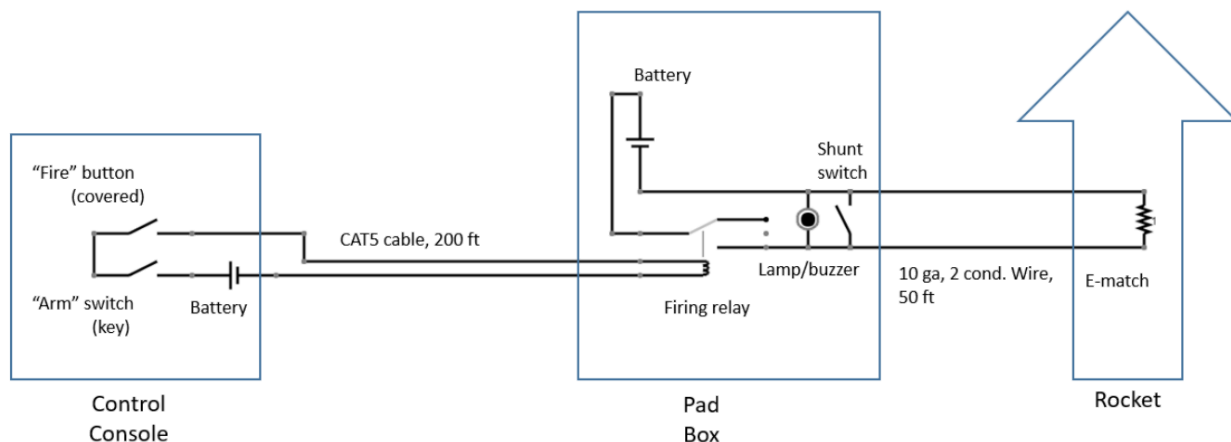 “Fire” button
(covered)
“Arm” switch
(key)
Battery
Control
Console
CAT5 cable, 200 ft
Battery
Shunt
switch
Lamp/buzzer
Firing relay
Pad
Box
10 ga, 2 cond. Wire,
50 ft
E-match
Rocket